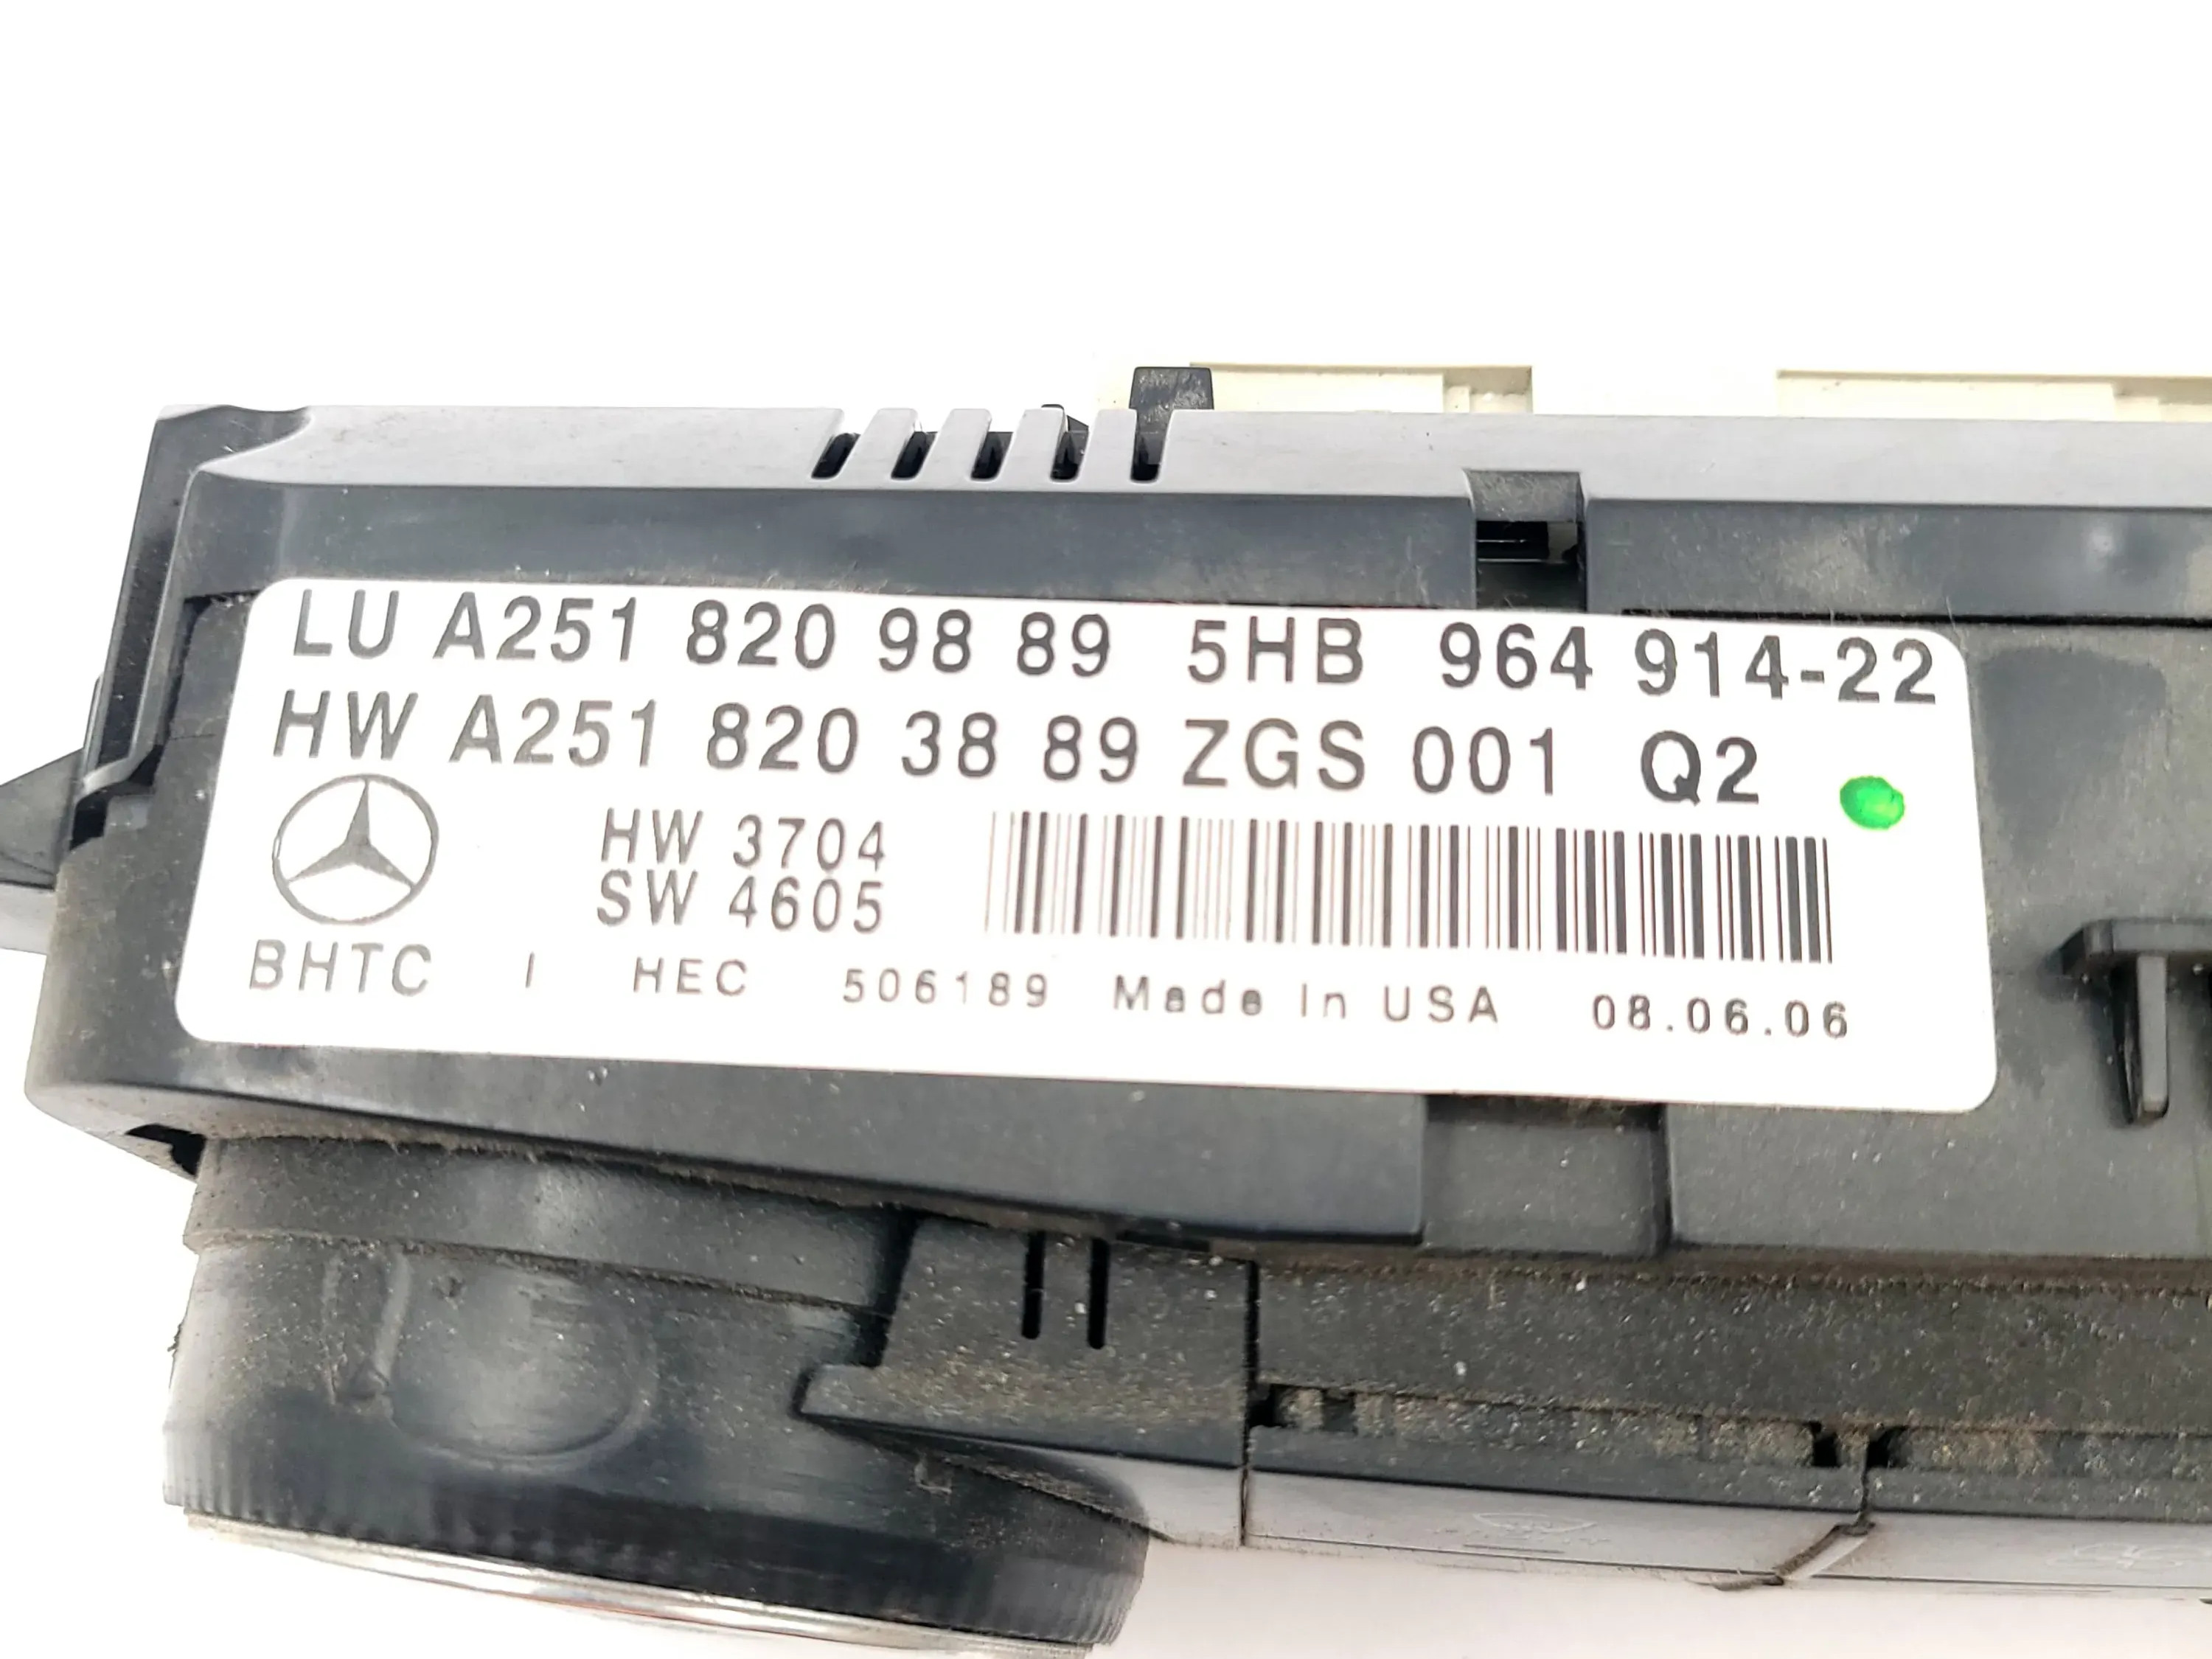 LU A251 820 98 89 5HB 964 914-22
HW A251 820 38 89 ZGS 001 Q2
HW 3704
SW 4605
BHTC I HEC 506189 Made In USA 08.06.06